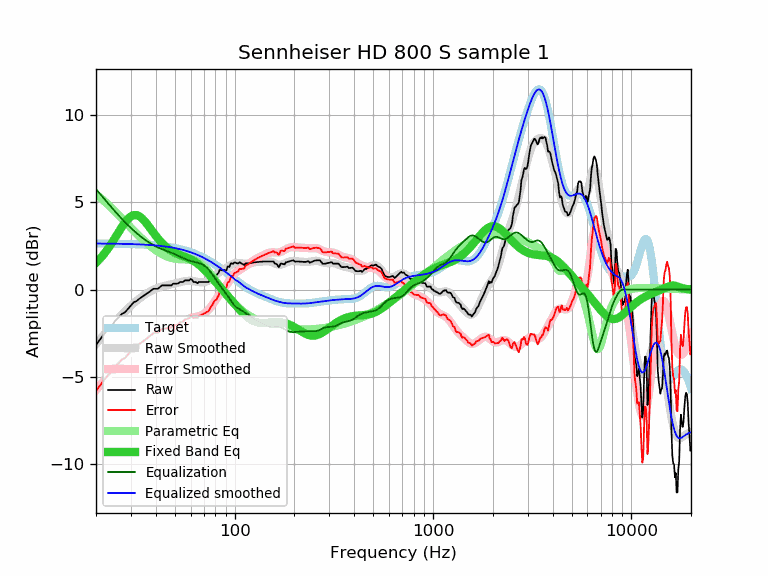 Sennheiser HD 800 S sample 1
Amplitude (dBr)
10
5
0
−5
−10
Target
Raw Smoothed
Error Smoothed
Raw
Error
Parametric Eq
Fixed Band Eq
Equalization
Equalized smoothed
100
1000
10000
Frequency (Hz)